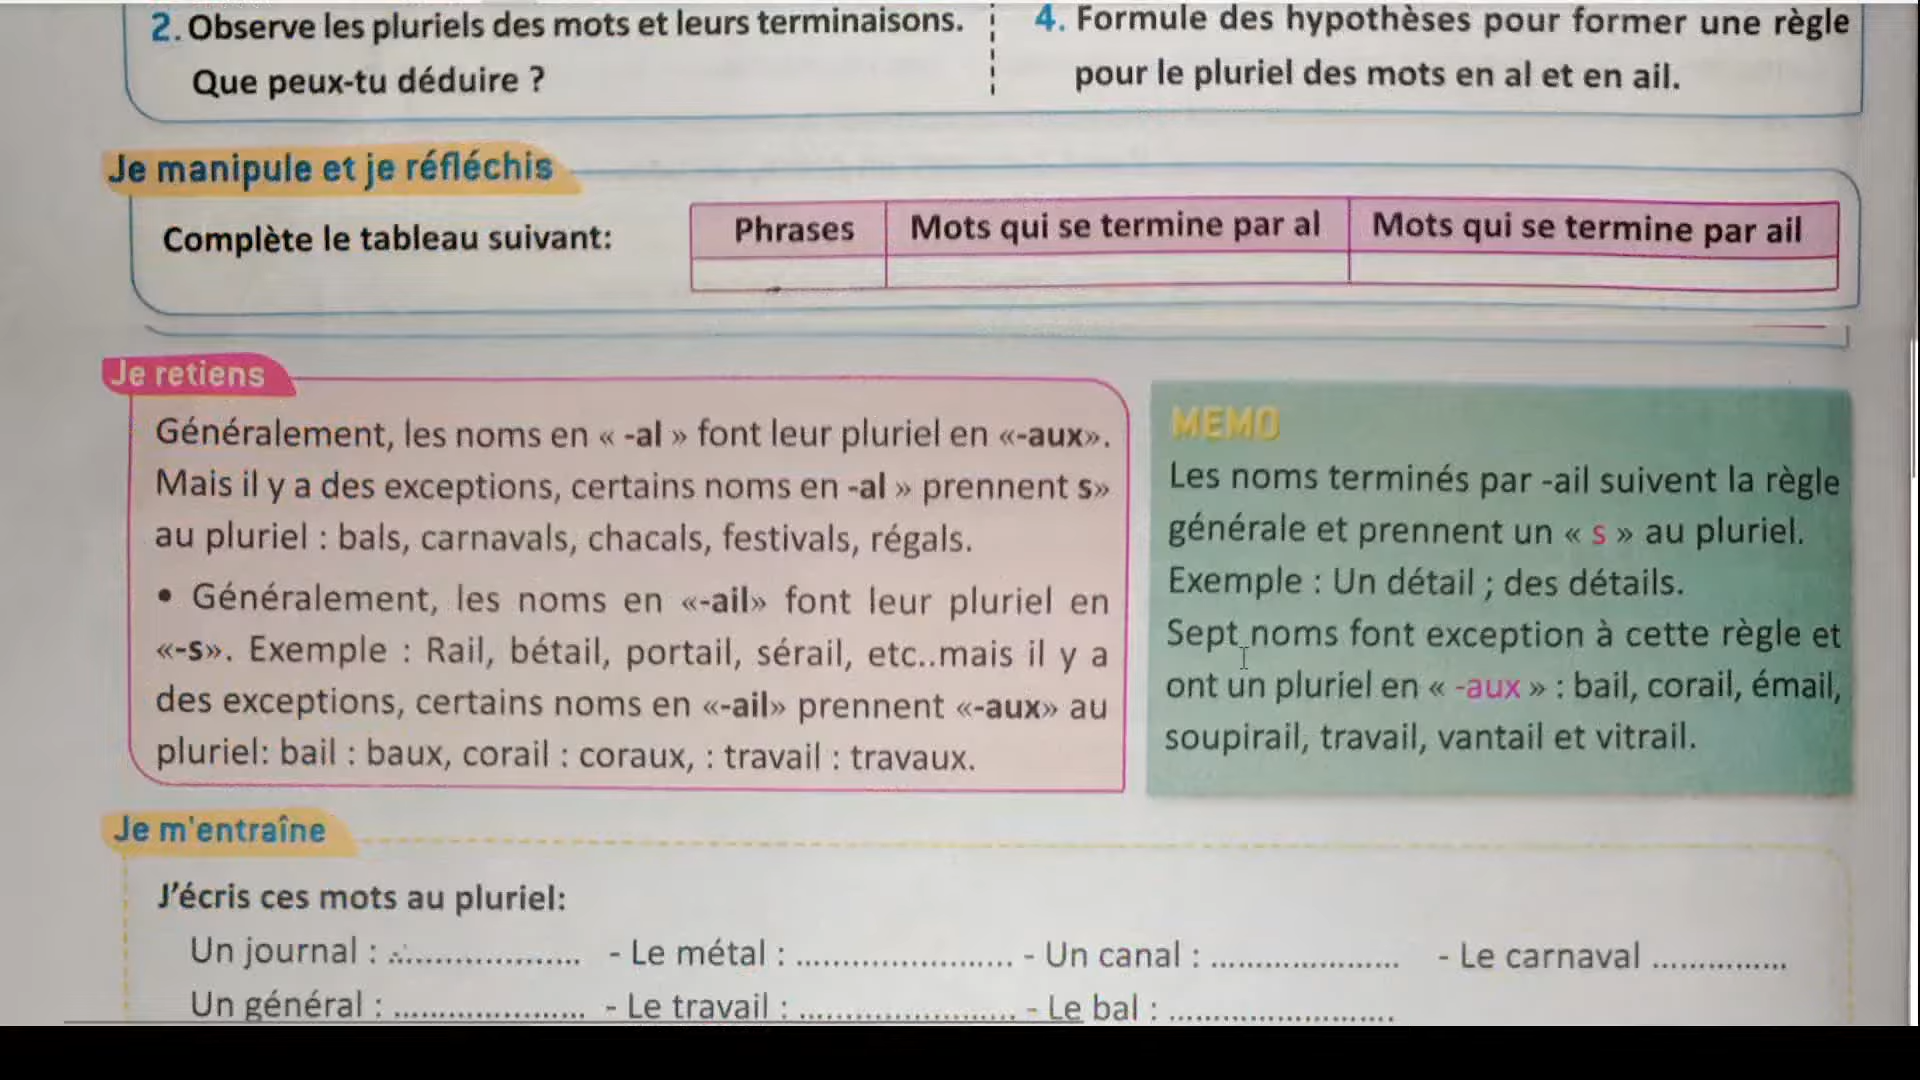 2. Observe les pluriels des mots et leurs terminaisons.
Que peux-tu déduire ?
4. Formule des hypothèses pour former une règle
pour le pluriel des mots en al et en ail.
Je manipule et je réfléchis
Complète le tableau suivant:
Phrases
Mots qui se termine par al
Mots qui se termine par ail
Je retiens
Généralement, les noms en « -al » font leur pluriel en «-aux».
Mais il y a des exceptions, certains noms en -al » prennent s»
au pluriel : bals, carnavals, chacals, festivals, régals.
• Généralement, les noms en «-ail» font leur pluriel en
«-s». Exemple : Rail, bétail, portail, sérail, etc..mais il y a
des exceptions, certains noms en «-ail» prennent «-aux» au
pluriel: bail : baux, corail : coraux, : travail : travaux.
MEMO
Les noms terminés par -ail suivent la règle
générale et prennent un « s » au pluriel.
Exemple : Un détail ; des détails.
Sept noms font exception à cette règle et
ont un pluriel en « -aux » : bail, corail, émail,
soupirail, travail, vantail et vitrail.
Je m'entraîne
J'écris ces mots au pluriel:
Un journal : ..................... - Le métal : ....................... - Un canal : ..................... - Le carnaval ...............
Un général : ..................... - Le travail : ....................... - Le bal : ........................